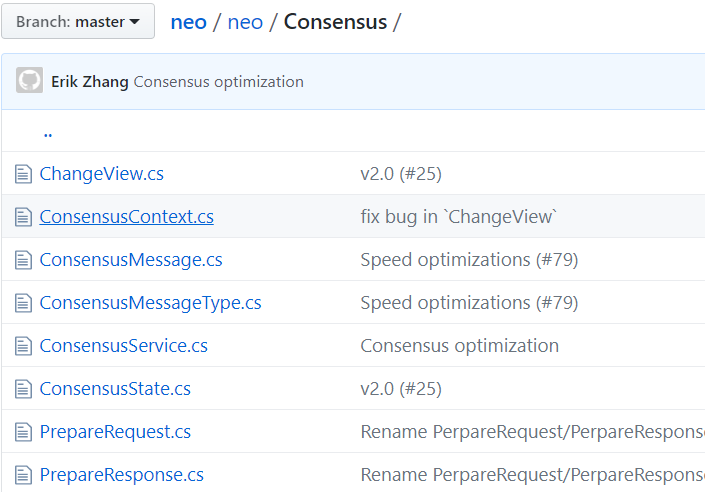 Branch: master neo / neo / Consensus /
Erik Zhang Consensus optimization
..
ChangeView.cs v2.0 (#25)
ConsensusContext.cs fix bug in `ChangeView`
ConsensusMessage.cs Speed optimizations (#79)
ConsensusMessageType.cs Speed optimizations (#79)
ConsensusService.cs Consensus optimization
ConsensusState.cs v2.0 (#25)
PrepareRequest.cs Rename PerpareRequest/PerpareRespons
PrepareResponse.cs Rename PerpareRequest/PerpareRespons